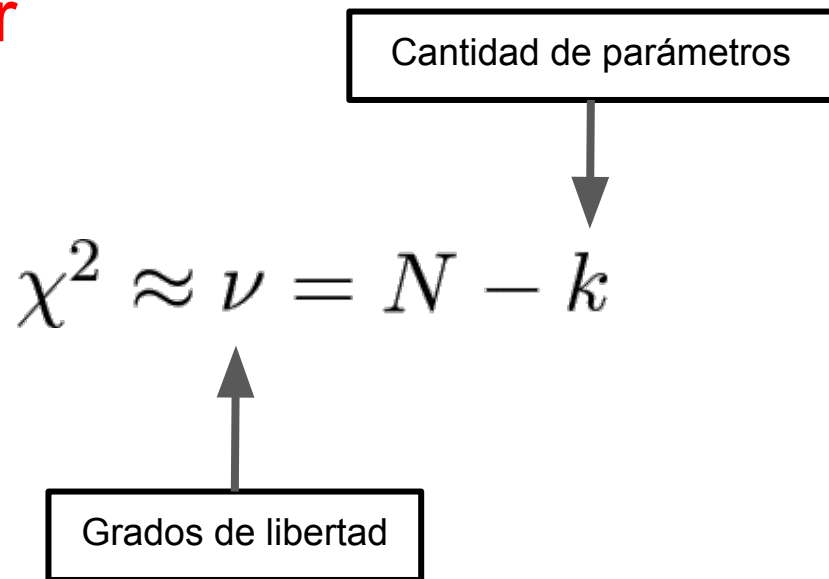 r
Cantidad de parámetros
χ² ≈ ν = N − k
Grados de libertad